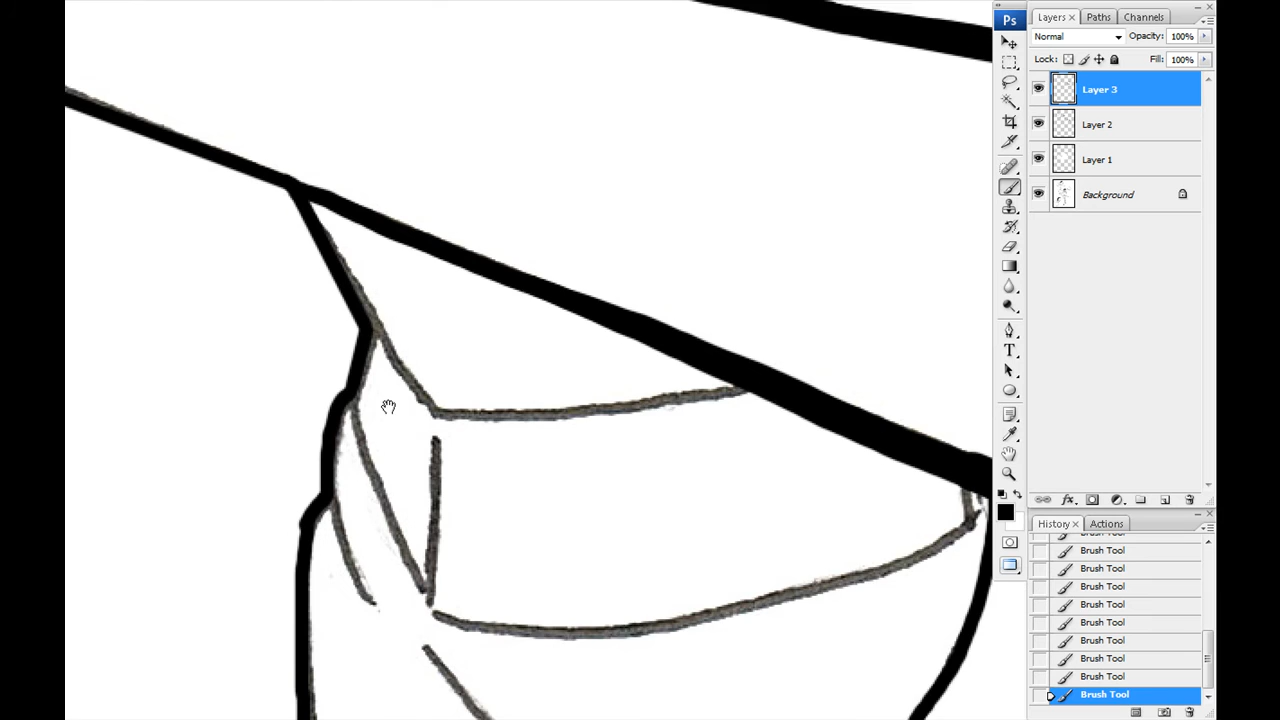 Ps
Layers × Paths Channels
Normal Opacity: 100%
Lock: Fill: 100%
Layer 3
Layer 2
Layer 1
Background
T
fx
History × Actions
Brush Tool
Brush Tool
Brush Tool
Brush Tool
Brush Tool
Brush Tool
Brush Tool
Brush Tool
Brush Tool